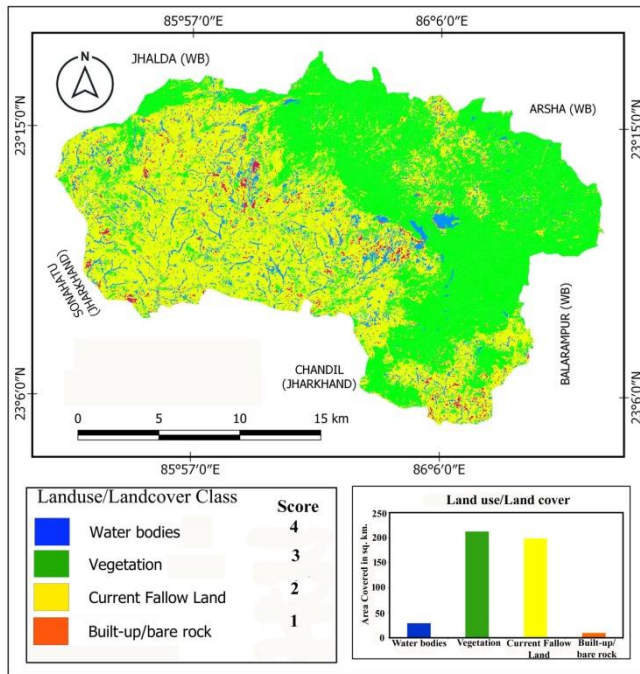 85°57'0"E 86°6'0"E
N
JHALDA (WB)
ARSHA (WB)
23°15'0"N
23°15'0"N
SONAHATU
(JHARKHAND)
BALARAMPUR (WB)
CHANDIL
(JHARKHAND)
23°6'0"N
23°6'0"N
0 5 10 15 km
85°57'0"E 86°6'0"E
Landuse/Landcover Class Score
Water bodies 4
Vegetation 3
Current Fallow Land 2
Built-up/bare rock 1
Land use/Land cover
Area Covered in sq. km.
250
200
150
100
50
0
Water bodies Vegetation Current Fallow Built-up/
Land bare rock